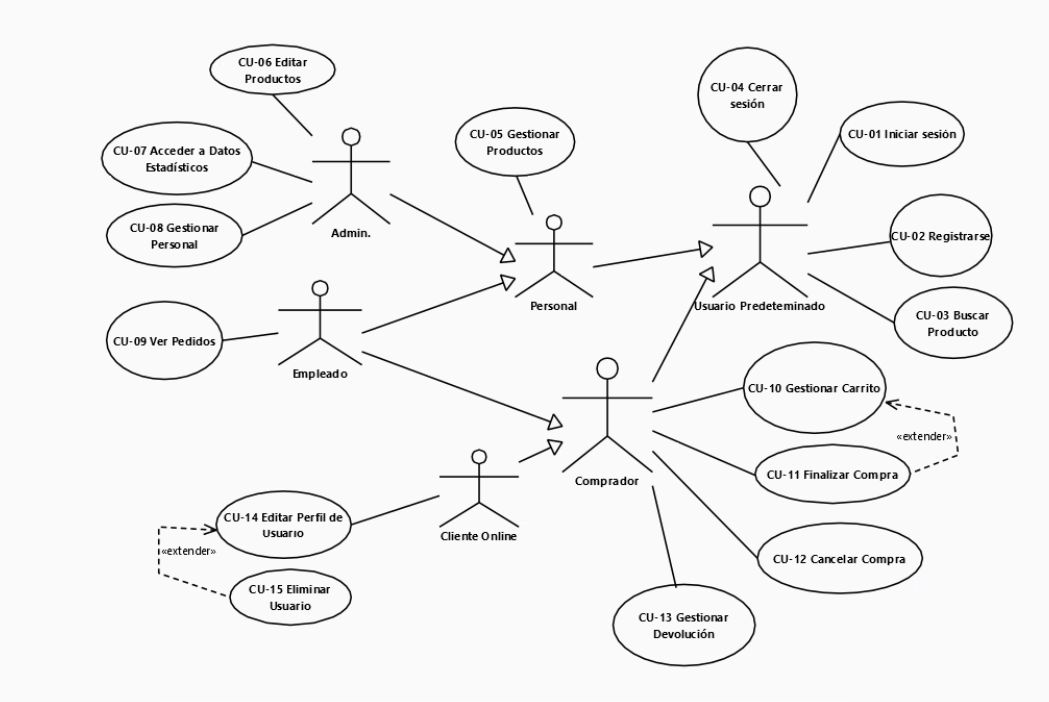 CU-06 Editar
Productos
CU-04 Cerrar
sesión
CU-05 Gestionar
Productos
CU-01 Iniciar sesión
CU-07 Acceder a Datos
Estadísticos
CU-08 Gestionar
Personal
Admin.
CU-02 Registrarse
Personal
Usuario Predeteminado
CU-03 Buscar
Producto
CU-09 Ver Pedidos
Empleado
CU-10 Gestionar Carrito
«extender»
CU-11 Finalizar Compra
Comprador
CU-14 Editar Perfil de
Usuario
Cliente Online
«extender»
CU-12 Cancelar Compra
CU-15 Eliminar
Usuario
CU-13 Gestionar
Devolución